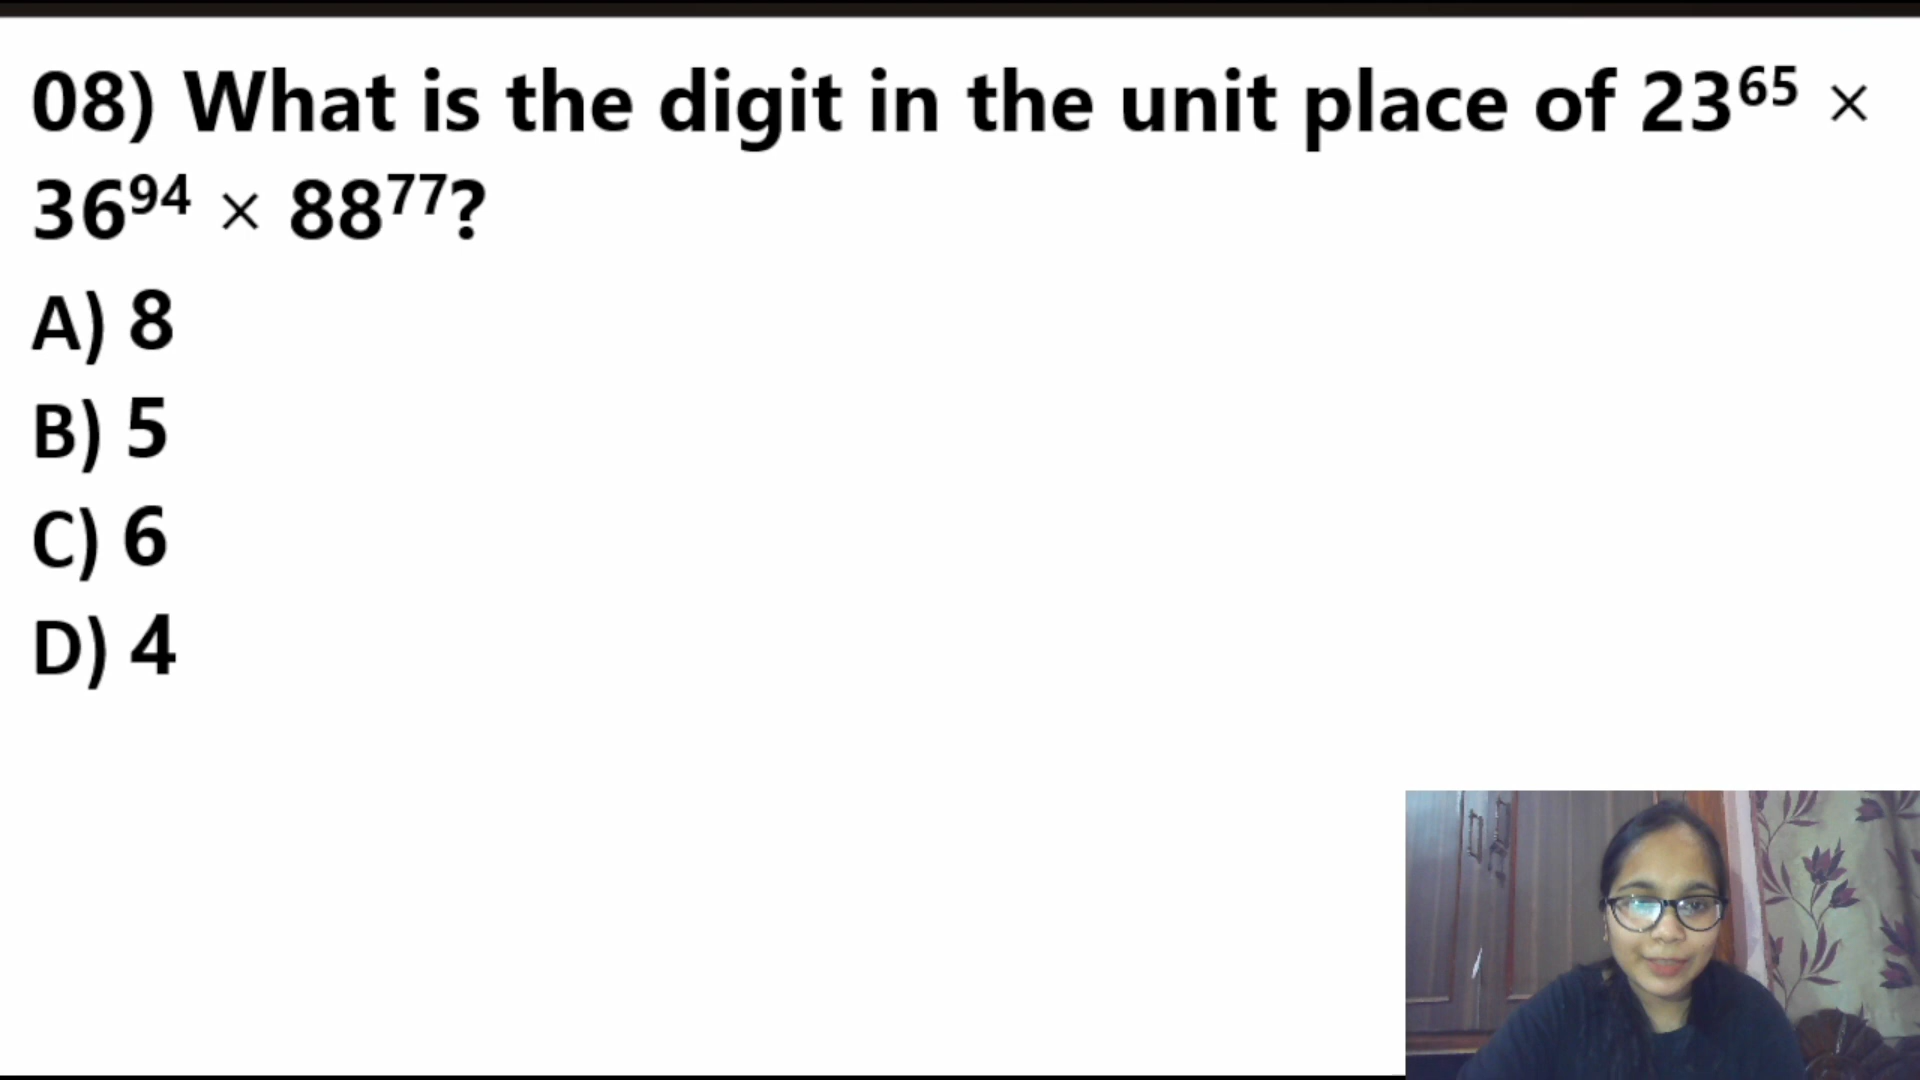 08) What is the digit in the unit place of 23⁶⁵ ×
36⁹⁴ × 88⁷⁷?
A) 8
B) 5
C) 6
D) 4